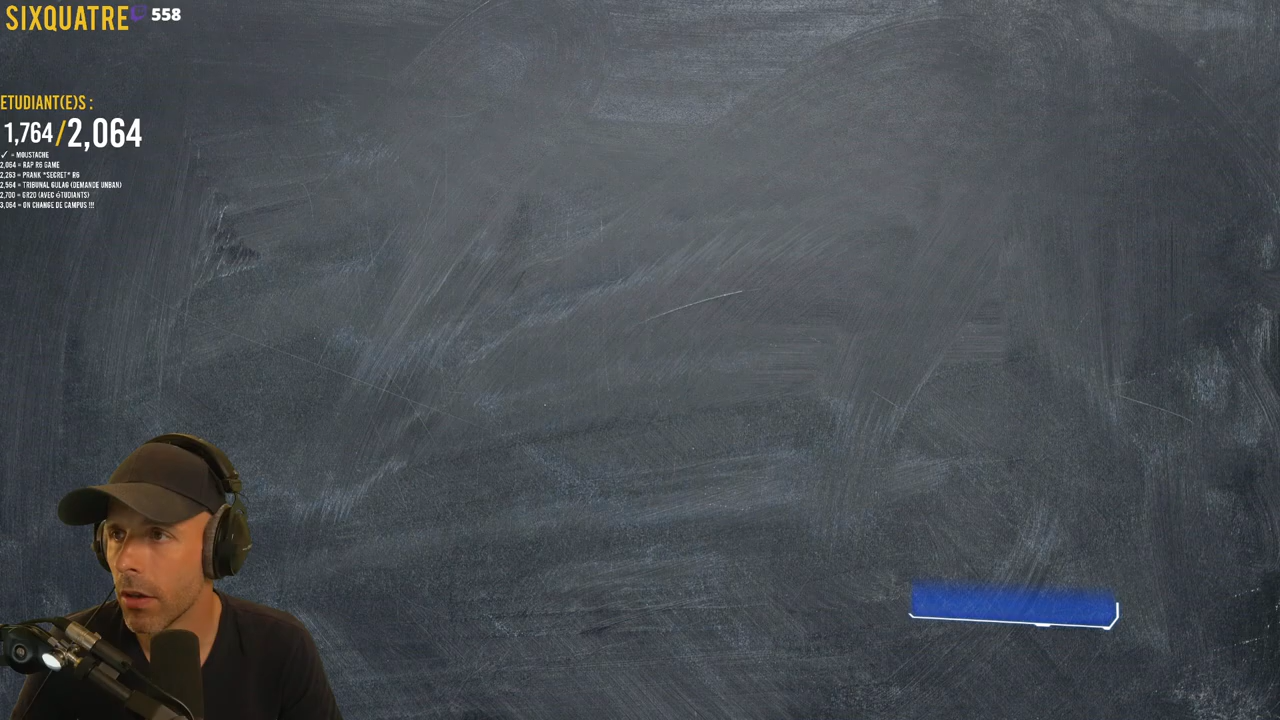 SIXQUATRE 558
ETUDIANT(E)S :
1,764/2,064
✓ = MOUSTACHE
2,064 = RAP R6 GAME
2,263 = PRANK *SECRET* R6
2,564 = TRIBUNAL GULAG (DEMANDE UNBAN)
2,700 = GR20 (AVEC ÉTUDIANTS)
3,064 = ON CHANGE DE CAMPUS !!!